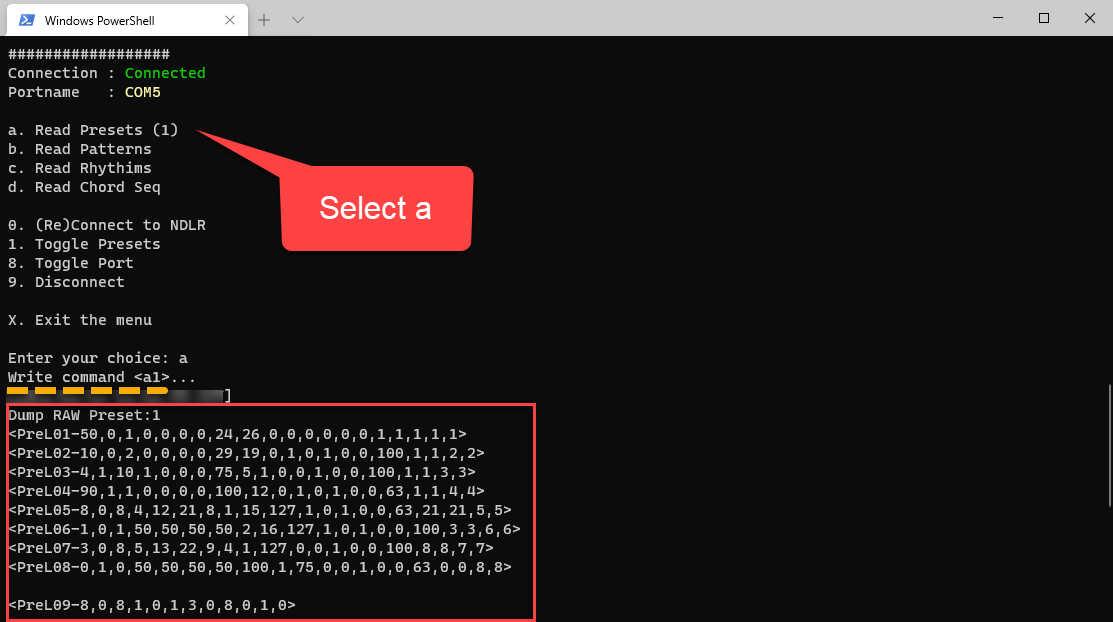 Windows PowerShell
##################
Connection : Connected
Portname   : COM5
a. Read Presets (1)
b. Read Patterns
c. Read Rhythims
d. Read Chord Seq
Select a
0. (Re)Connect to NDLR
1. Toggle Presets
8. Toggle Port
9. Disconnect
X. Exit the menu
Enter your choice: a
Write command <a1>...
]
Dump RAW Preset:1
<PreL01-50,0,1,0,0,0,0,24,26,0,0,0,0,0,0,1,1,1,1,1>
<PreL02-10,0,2,0,0,0,0,29,19,0,1,0,1,0,0,100,1,1,2,2>
<PreL03-4,1,10,1,0,0,0,75,5,1,0,0,1,0,0,100,1,1,3,3>
<PreL04-90,1,1,0,0,0,0,100,12,0,1,0,1,0,0,63,1,1,4,4>
<PreL05-8,0,8,4,12,21,8,1,15,127,1,0,1,0,0,63,21,21,5,5>
<PreL06-1,0,1,50,50,50,50,2,16,127,1,0,1,0,0,100,3,3,6,6>
<PreL07-3,0,8,5,13,22,9,4,1,127,0,0,1,0,0,100,8,8,7,7>
<PreL08-0,1,0,50,50,50,50,100,1,75,0,0,1,0,0,63,0,0,8,8>
<PreL09-8,0,8,1,0,1,3,0,8,0,1,0>